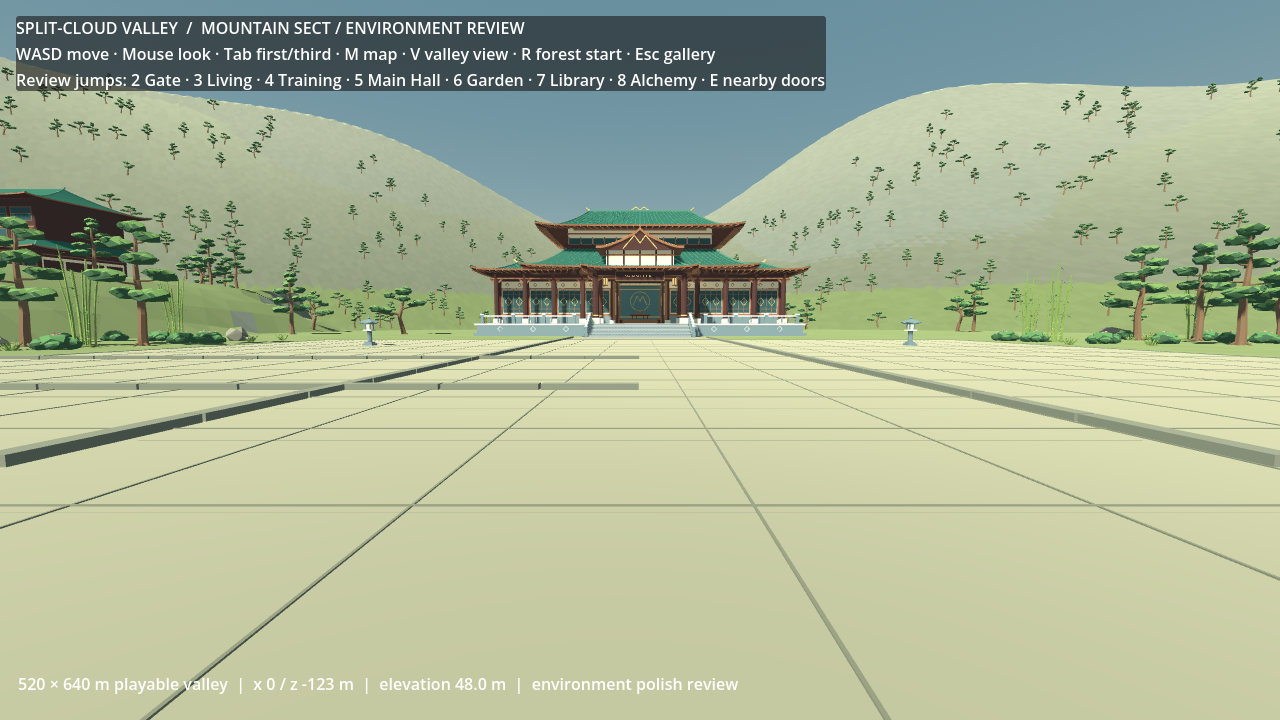 SPLIT-CLOUD VALLEY / MOUNTAIN SECT / ENVIRONMENT REVIEW
WASD move · Mouse look · Tab first/third · M map · V valley view · R forest start · Esc gallery
Review jumps: 2 Gate · 3 Living · 4 Training · 5 Main Hall · 6 Garden · 7 Library · 8 Alchemy · E nearby doors
520 × 640 m playable valley | x 0 / z -123 m | elevation 48.0 m | environment polish review